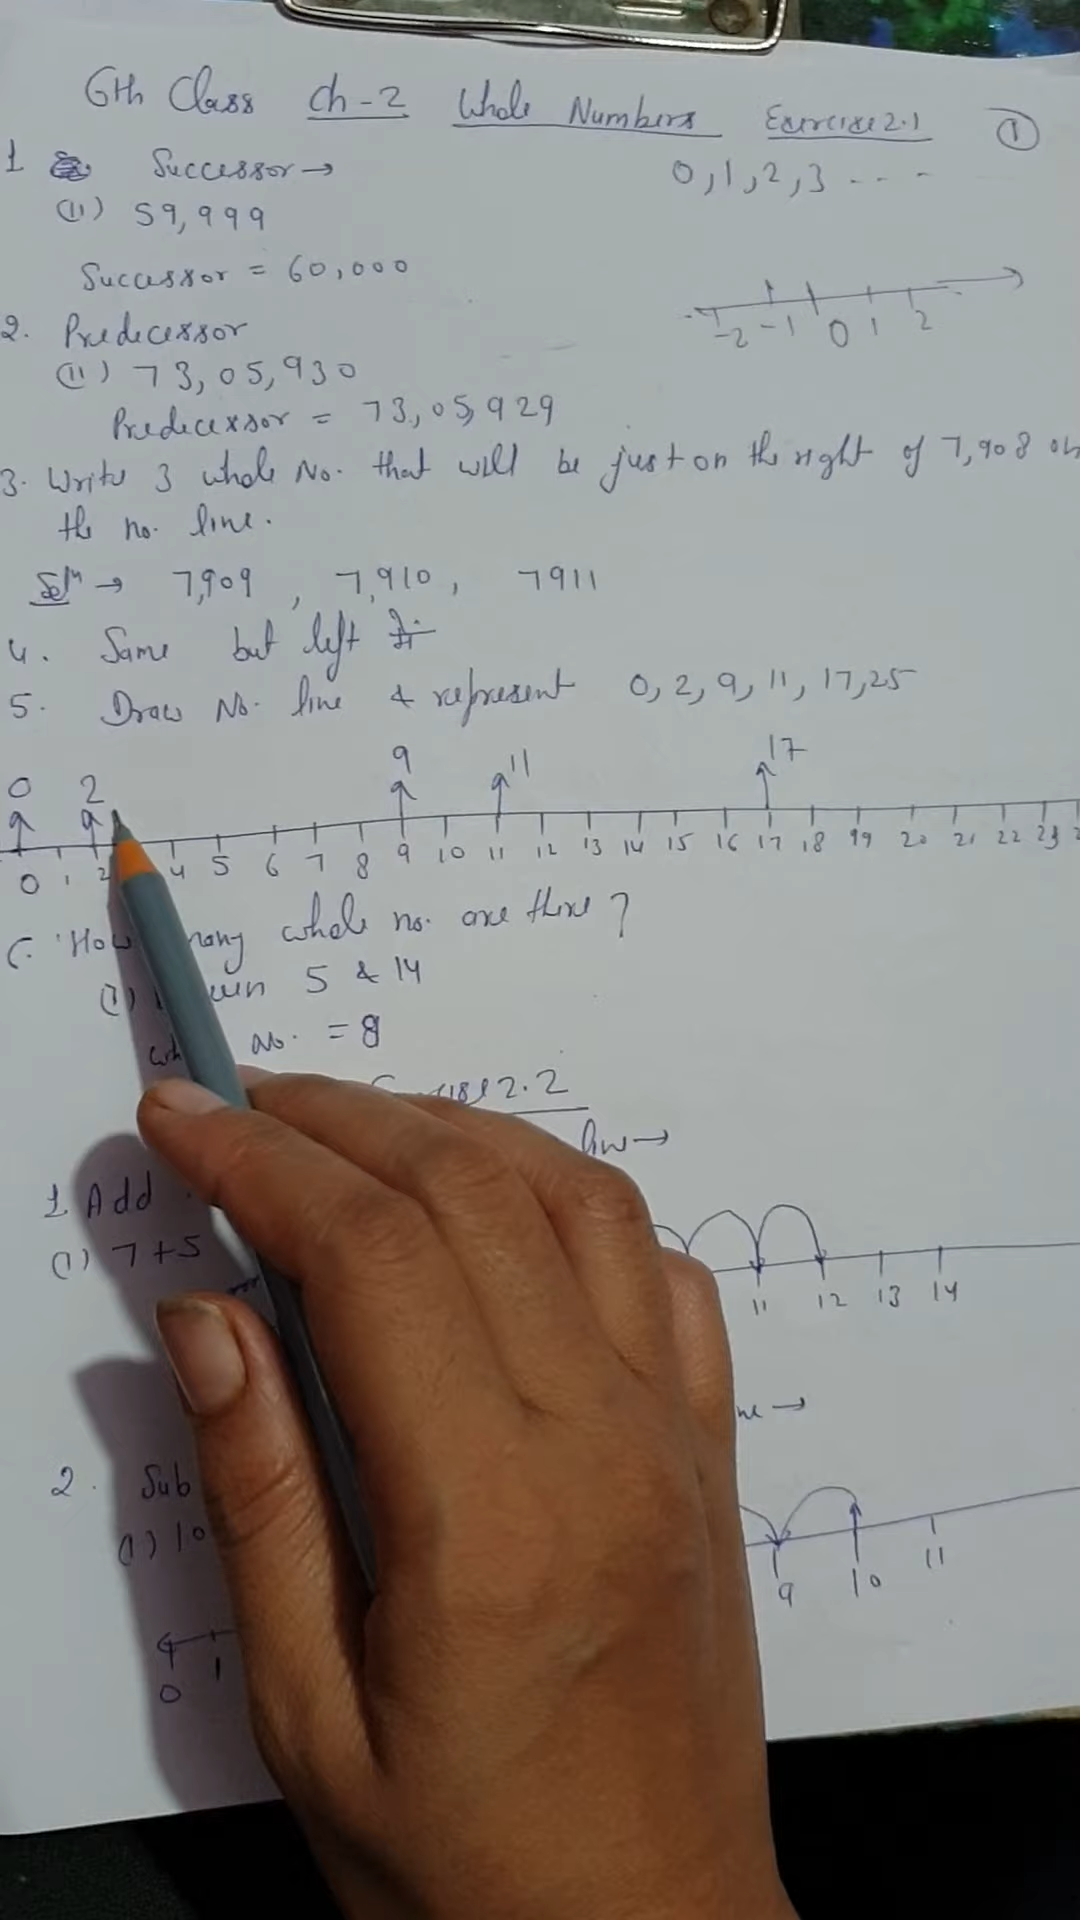 6th Class Ch-2 Whole Numbers Exercise 2.1 1
1 Successor →
0, 1, 2, 3 - - - -
(ii) 59,999
Successor = 60,000
-2 -1 0 1 2
2. Predecessor
(ii) 73,05,930
Predecessor = 73,05,929
3. Write 3 whole No. that will be just on the right of 7,908 on
the no. line.
Solⁿ → 7,909, 7,910, 7911
4. Same but left
5. Draw No. line & represent 0, 2, 9, 11, 17, 25
0 2 9 11 17
0 1 2 4 5 6 7 8 9 10 11 12 13 14 15 16 17 18 19 20 21 22 23
6. How many whole no. are there?
(i) 5 & 14
No. = 8
2.2
1 Add
(i) 7+5
11 12 13 14
2. Sub
(i) 10
9 10 11
0 1